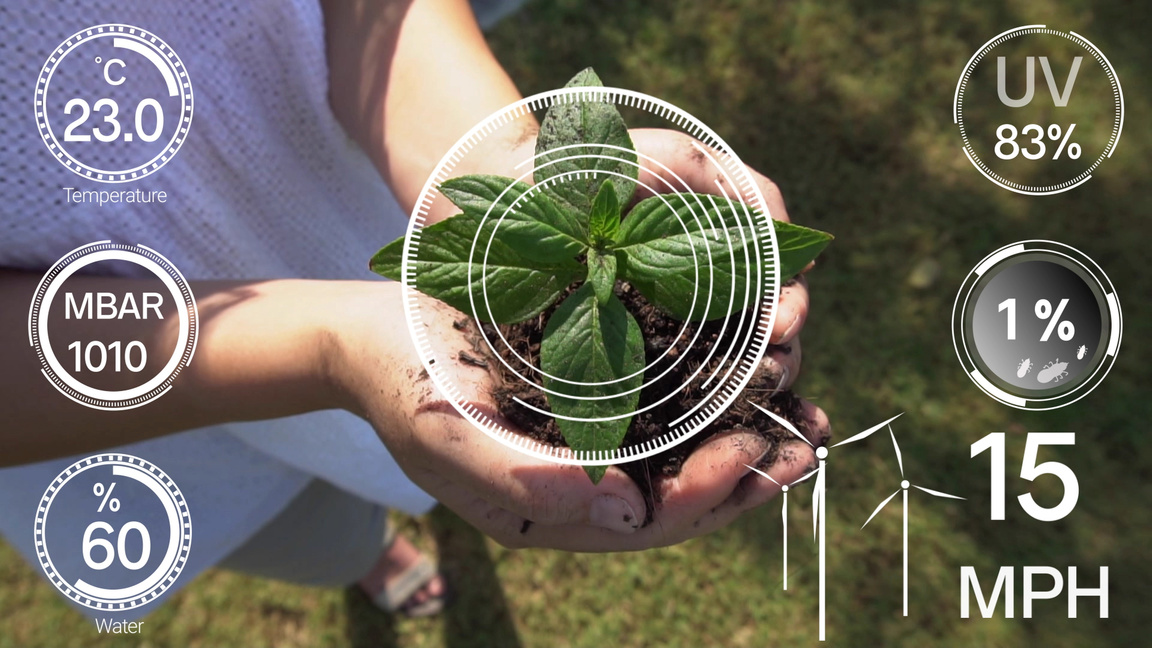 °C
23.0
Temperature
MBAR
1010
%
60
Water
UV
83%
1%
15
MPH